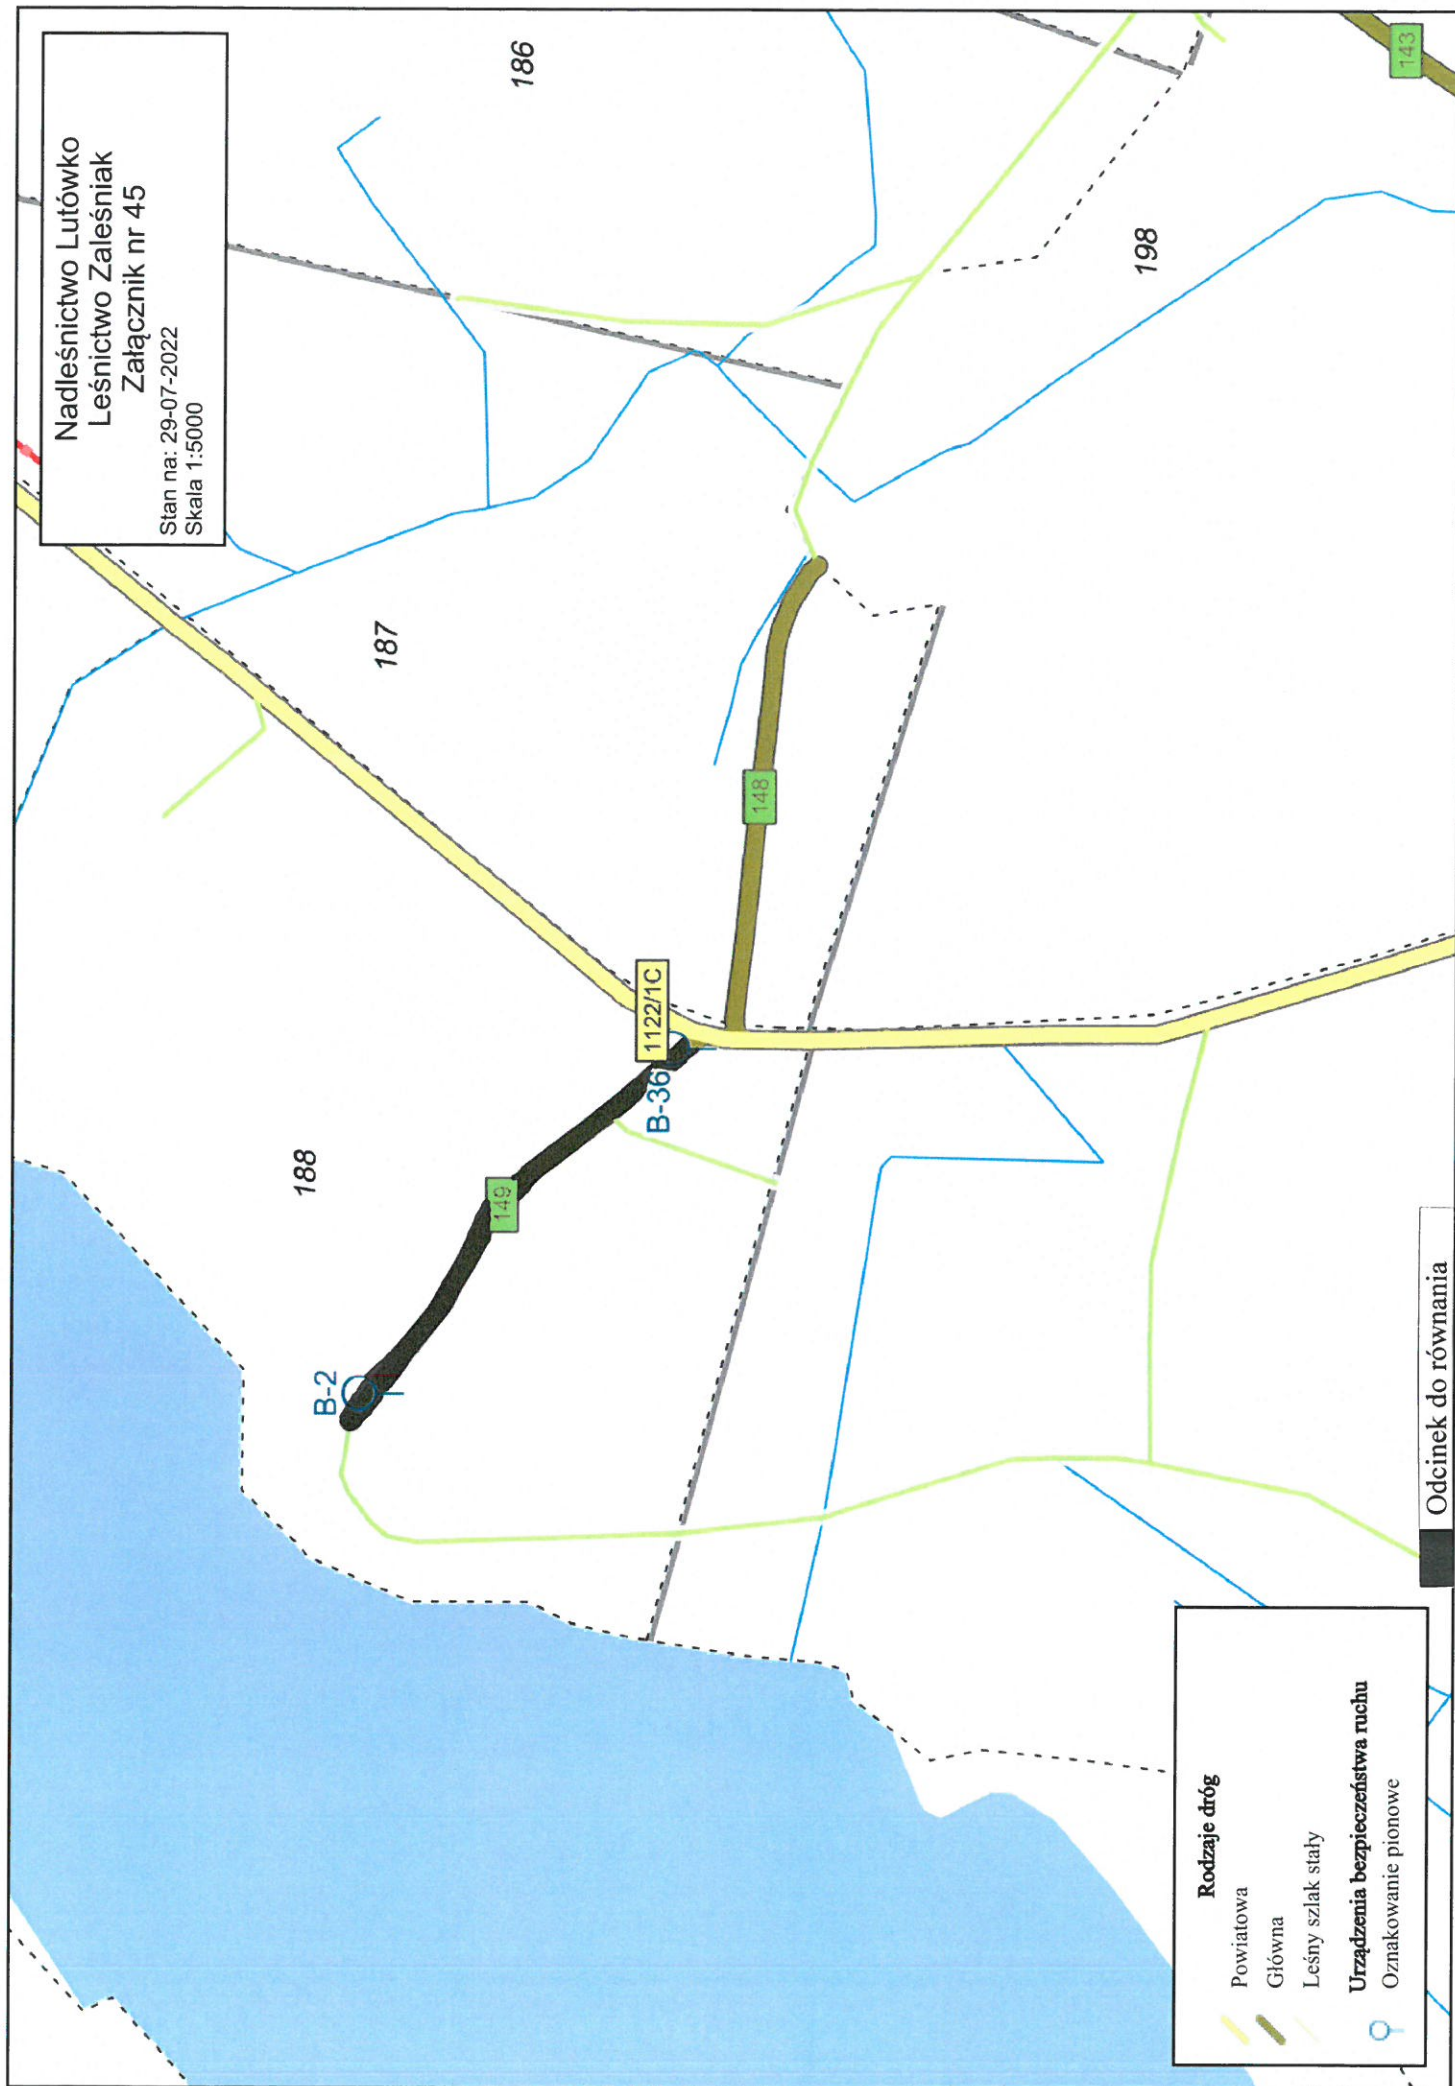 Nadleśnictwo Lutówko
Leśnictwo Zaleśniak
Załącznik nr 45
Stan na: 29-07-2022
Skala 1:5000
186
187
188
198
143
148
149
1122/1C
B-36
B-2
Rodzaje dróg
Powiatowa
Główna
Leśny szlak stały
Urządzenia bezpieczeństwa ruchu
Oznakowanie pionowe
Odcinek do równania